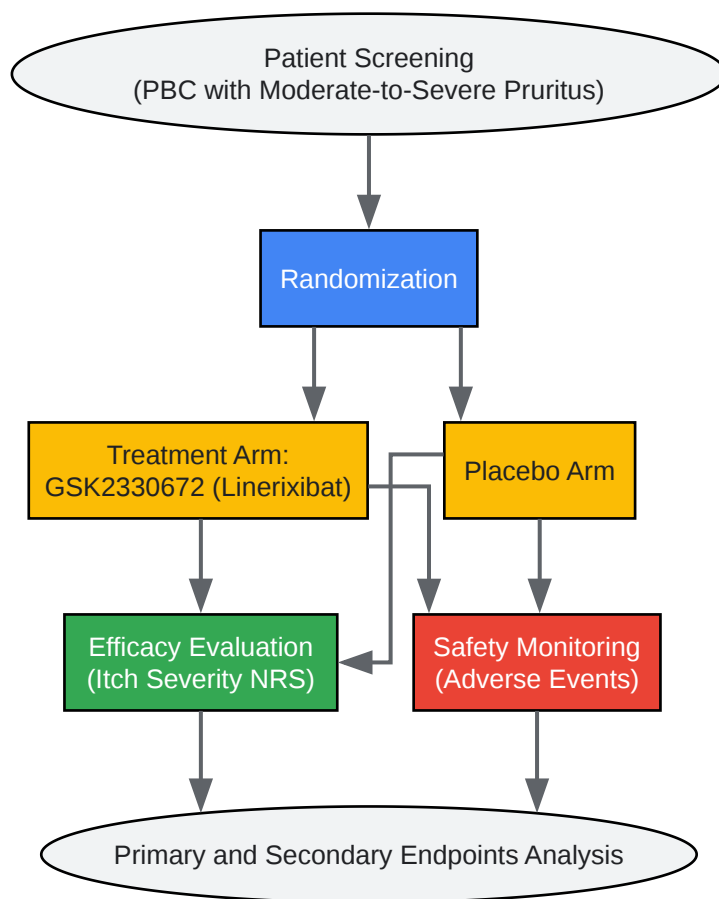 Patient Screening
(PBC with Moderate-to-Severe Pruritus)
Randomization
Treatment Arm:
GSK2330672 (Linerixibat)
Placebo Arm
Efficacy Evaluation
(Itch Severity NRS)
Safety Monitoring
(Adverse Events)
Primary and Secondary Endpoints Analysis